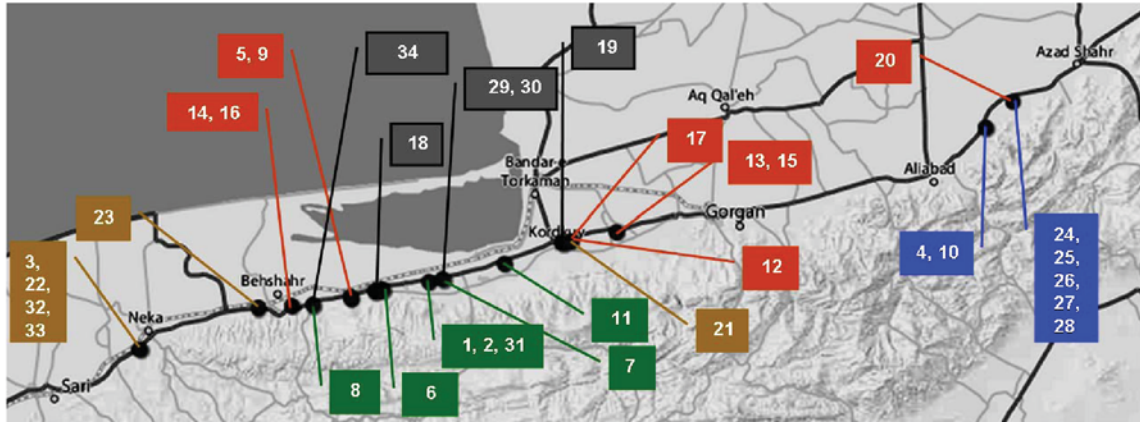 5, 9
34
19
20
Azad Shahr
29, 30
14, 16
Aq Qal'eh
18
17
13, 15
Bandar-e
Torkaman
Aliabad
23
Gorgan
Kordkuy
3,
22,
32,
33
Behshahr
12
4, 10
24,
25,
26,
27,
28
Neka
11
21
1, 2, 31
7
8
6
Sari